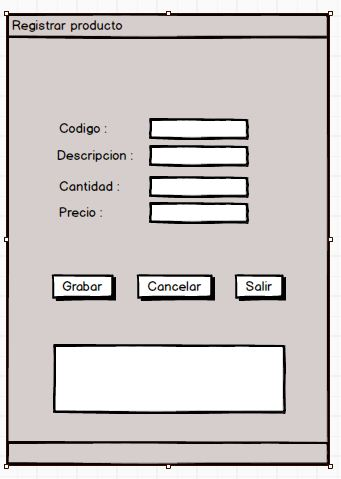 Registrar producto
Codigo :
Descripcion :
Cantidad :
Precio :
Grabar Cancelar Salir